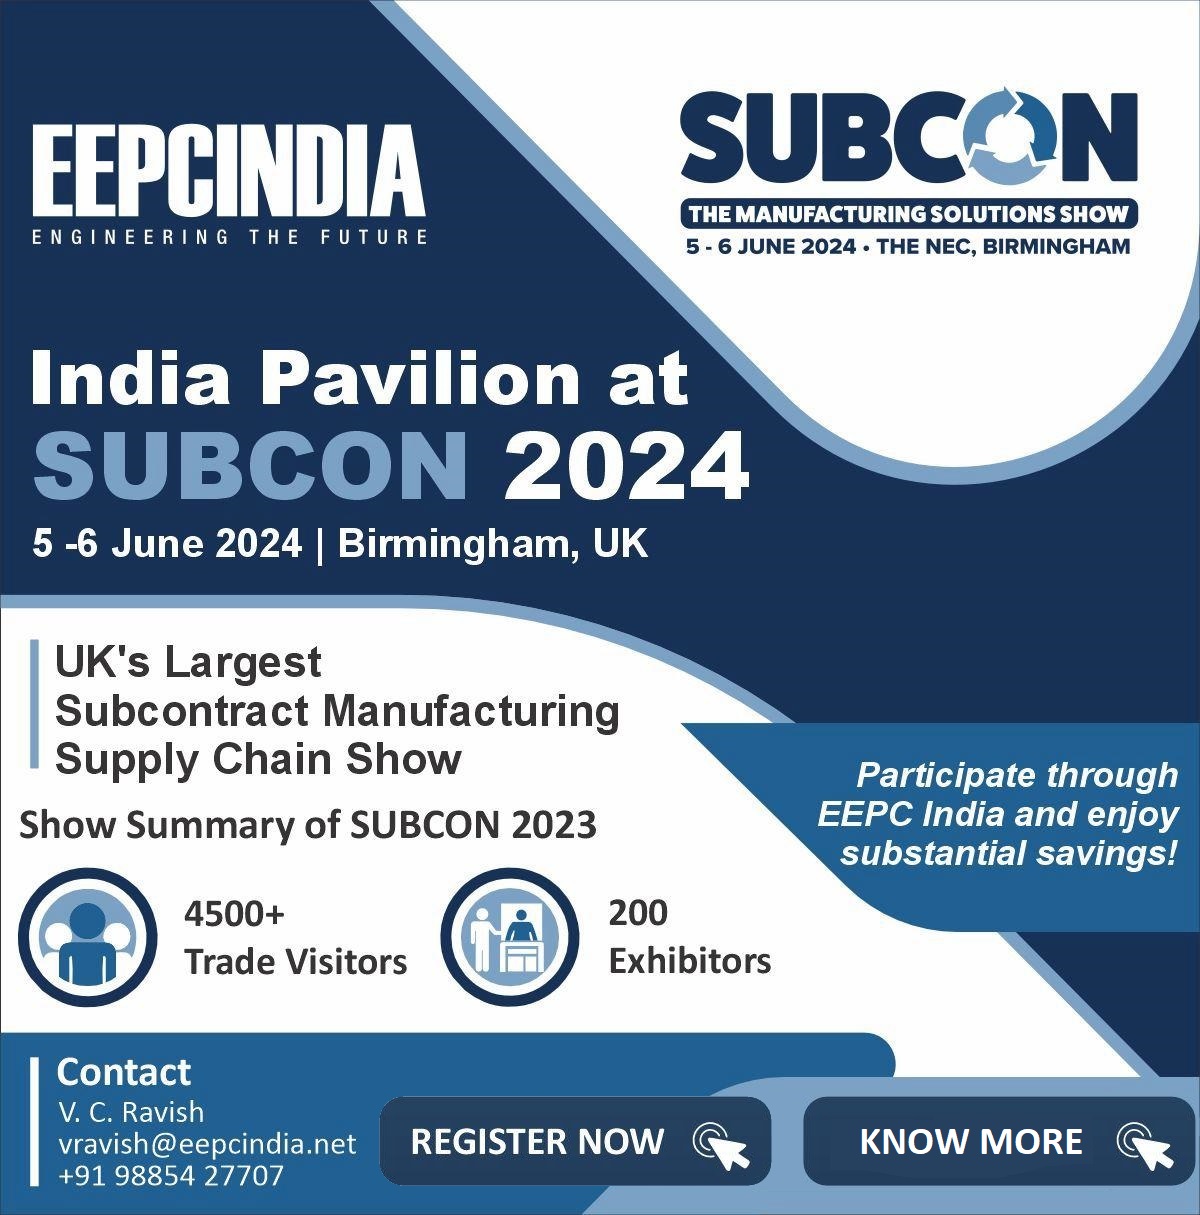 EEPCINDIA
ENGINEERING THE FUTURE
SUBCON
THE MANUFACTURING SOLUTIONS SHOW
5 - 6 JUNE 2024 • THE NEC, BIRMINGHAM
India Pavilion at
SUBCON 2024
5 -6 June 2024 | Birmingham, UK
UK's Largest
Subcontract Manufacturing
Supply Chain Show
Participate through
EEPC India and enjoy
substantial savings!
Show Summary of SUBCON 2023
4500+
Trade Visitors
200
Exhibitors
Contact
V. C. Ravish
vravish@eepcindia.net
+91 98854 27707
REGISTER NOW
KNOW MORE